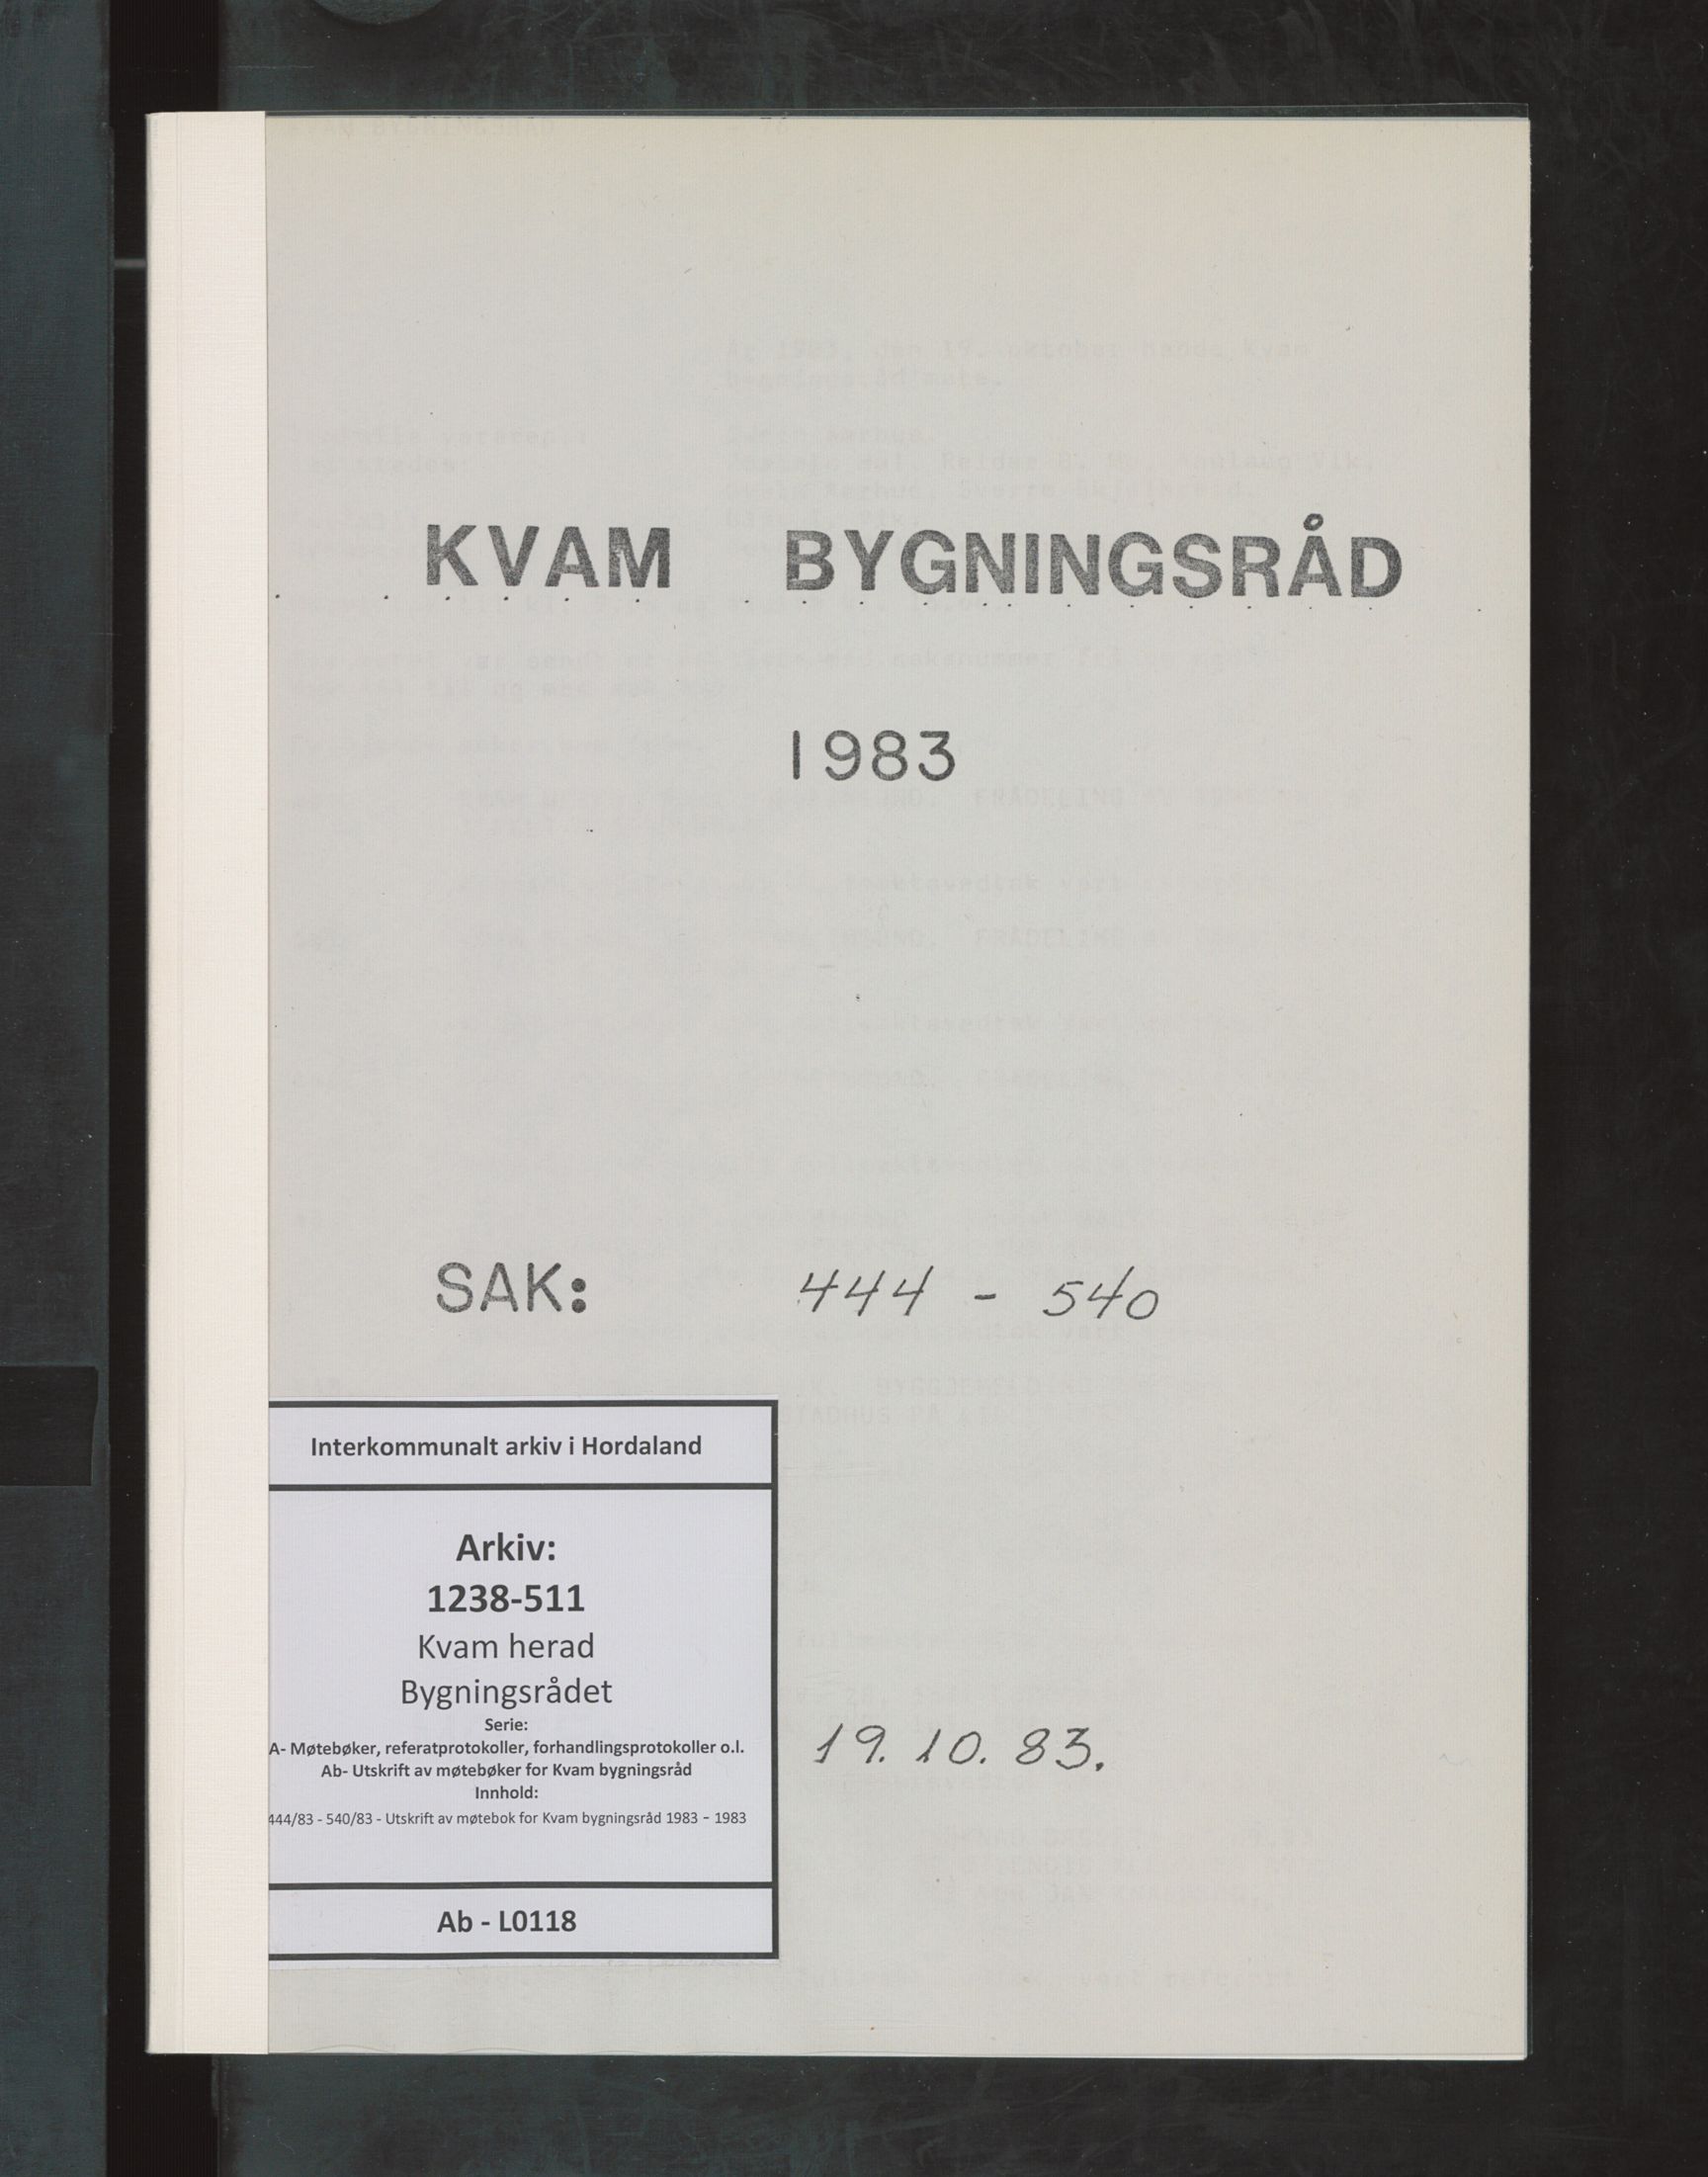 KVAM BYGNINGSRÅD
1983
SAK: 444 - 540
Interkommunalt arkiv i Hordaland
Arkiv:
1238-511
Kvam herad
Bygningsrådet
Serie:
A- Møtebøker, referatprotokoller, forhandlingsprotokoller o.l.
Ab- Utskrift av møtebøker for Kvam bygningsråd
Innhold:
444/83 - 540/83 - Utskrift av møtebok for Kvam bygningsråd 1983 – 1983
Ab - L0118
19. 10. 83.